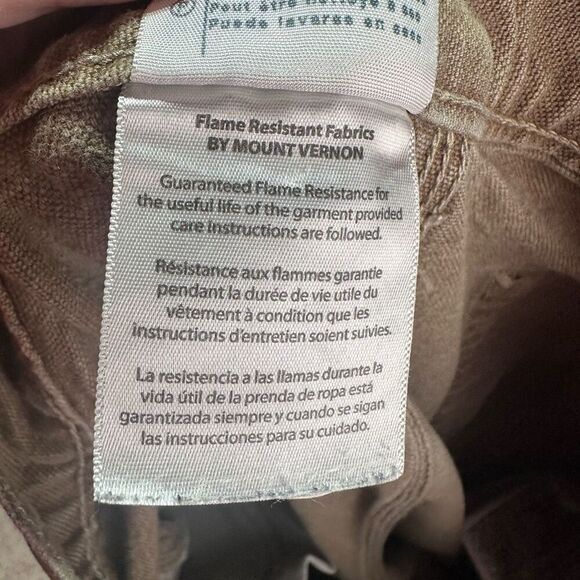 Peut être nettoyé à sec
Puede lavarse en seco
Flame Resistant Fabrics
BY MOUNT VERNON
Guaranteed Flame Resistance for
the useful life of the garment provided
care instructions are followed.
Résistance aux flammes garantie
pendant la durée de vie utile du
vêtement à condition que les
instructions d'entretien soient suivies.
La resistencia a las llamas durante la
vida útil de la prenda de ropa está
garantizada siempre y cuando se sigan
las instrucciones para su cuidado.